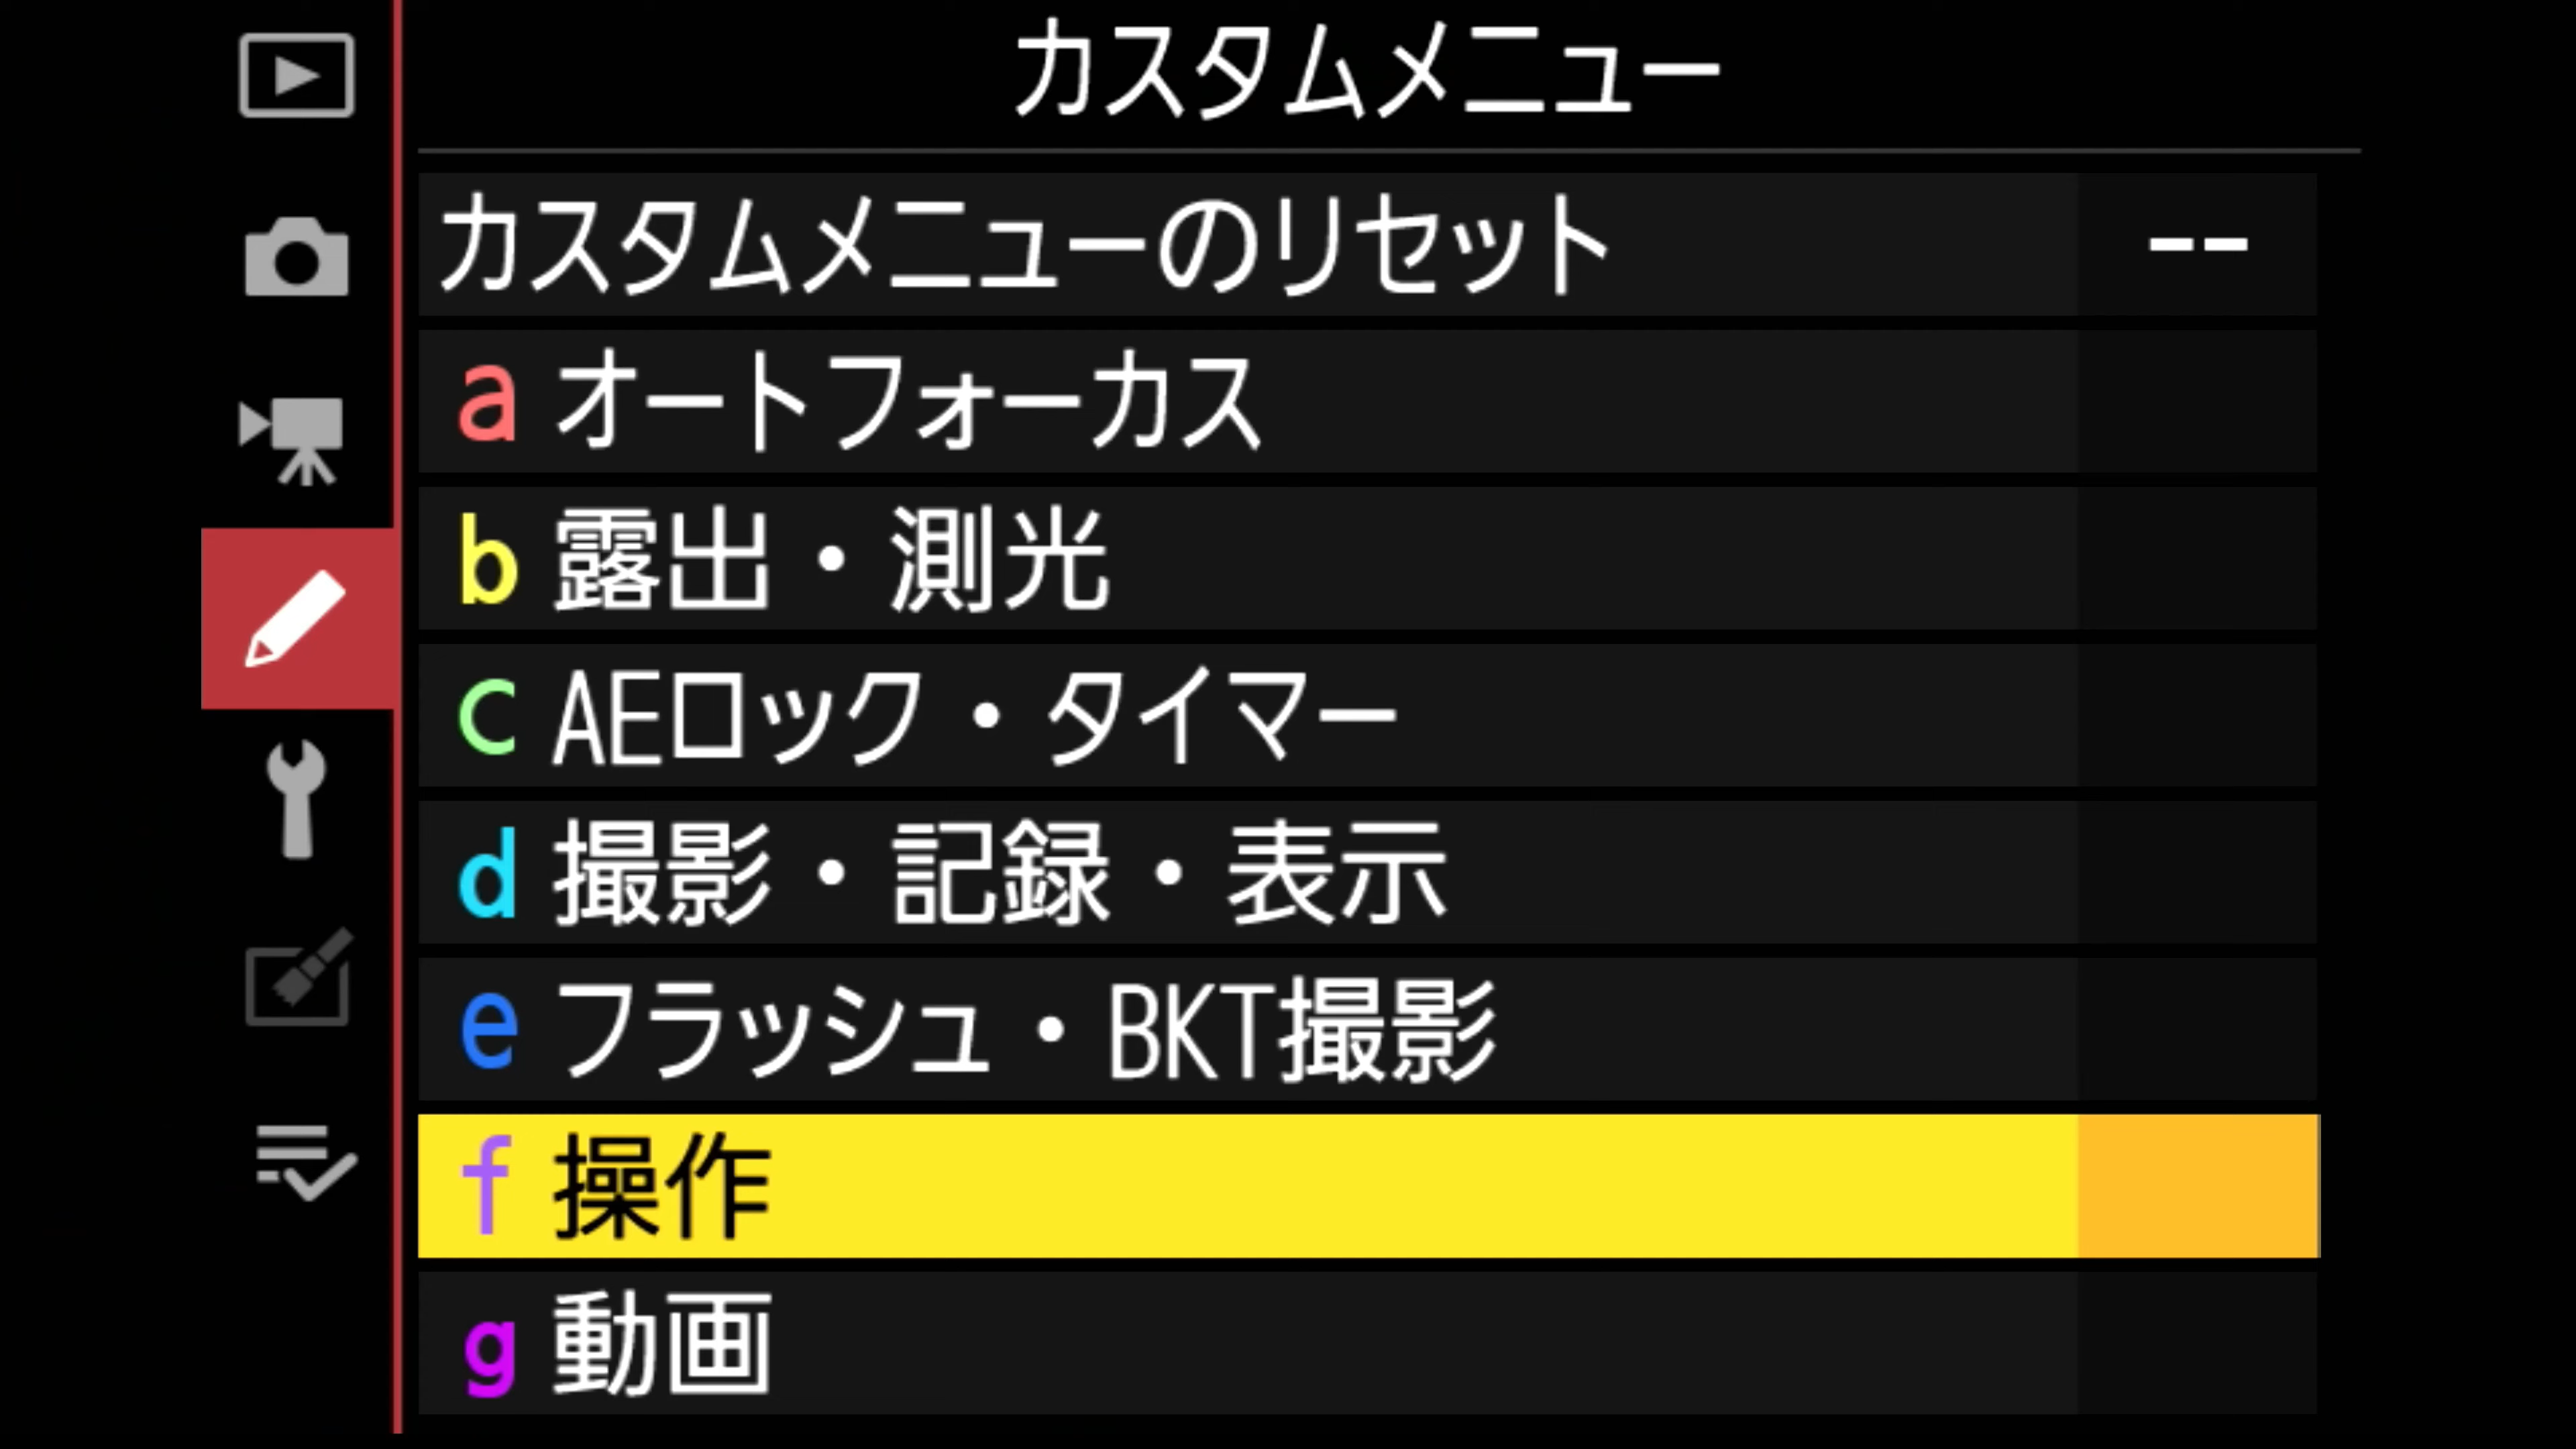 カスタムメニュー
カスタムメニューのリセット --
a オートフォーカス
b 露出・測光
c AEロック・タイマー
d 撮影・記録・表示
e フラッシュ・BKT撮影
f 操作
g 動画